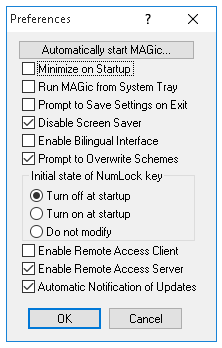 Preferences
Automatically start MAGic...
Minimize on Startup
Run MAGic from System Tray
Prompt to Save Settings on Exit
Disable Screen Saver
Enable Bilingual Interface
Prompt to Overwrite Schemes
Initial state of NumLock key
Turn off at startup
Turn on at startup
Do not modify
Enable Remote Access Client
Enable Remote Access Server
Automatic Notification of Updates
OK Cancel